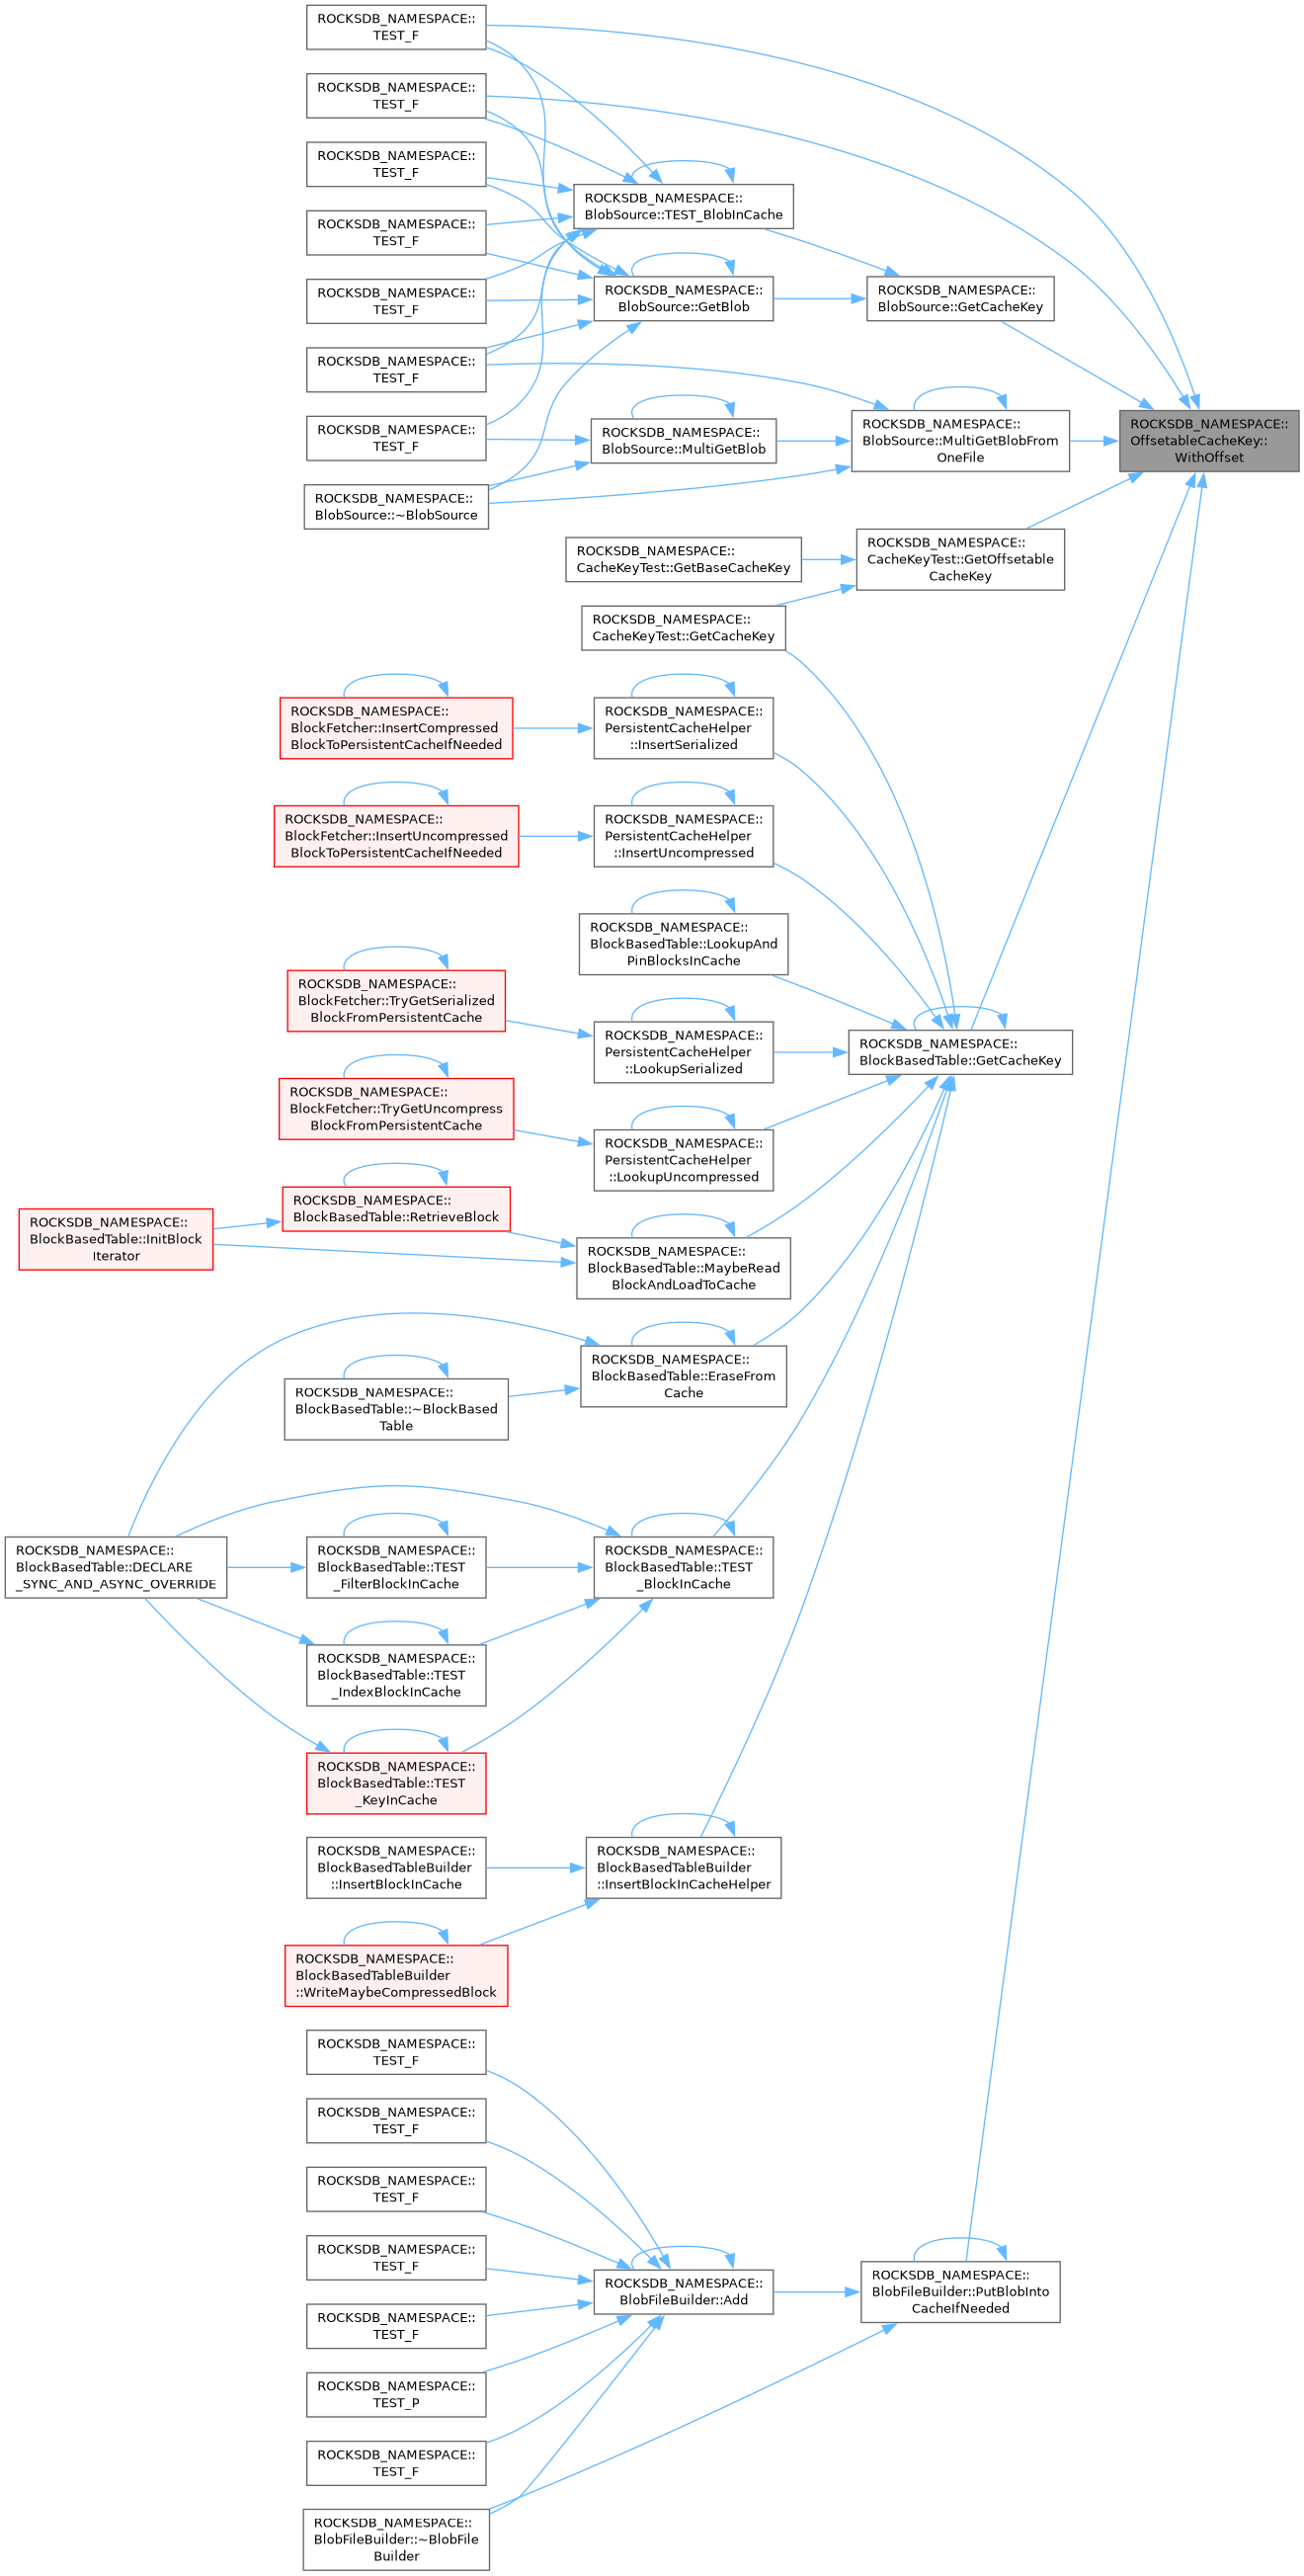 ROCKSDB_NAMESPACE::
TEST_F
ROCKSDB_NAMESPACE::
TEST_F
ROCKSDB_NAMESPACE::
TEST_F
ROCKSDB_NAMESPACE::
BlobSource::TEST_BlobInCache
ROCKSDB_NAMESPACE::
TEST_F
ROCKSDB_NAMESPACE::
TEST_F
ROCKSDB_NAMESPACE::
BlobSource::GetBlob
ROCKSDB_NAMESPACE::
BlobSource::GetCacheKey
ROCKSDB_NAMESPACE::
TEST_F
ROCKSDB_NAMESPACE::
TEST_F
ROCKSDB_NAMESPACE::
BlobSource::MultiGetBlob
ROCKSDB_NAMESPACE::
BlobSource::MultiGetBlobFrom
OneFile
ROCKSDB_NAMESPACE::
OffsetableCacheKey::
WithOffset
ROCKSDB_NAMESPACE::
BlobSource::~BlobSource
ROCKSDB_NAMESPACE::
CacheKeyTest::GetBaseCacheKey
ROCKSDB_NAMESPACE::
CacheKeyTest::GetOffsetable
CacheKey
ROCKSDB_NAMESPACE::
CacheKeyTest::GetCacheKey
ROCKSDB_NAMESPACE::
BlockFetcher::InsertCompressed
BlockToPersistentCacheIfNeeded
ROCKSDB_NAMESPACE::
PersistentCacheHelper
::InsertSerialized
ROCKSDB_NAMESPACE::
BlockFetcher::InsertUncompressed
BlockToPersistentCacheIfNeeded
ROCKSDB_NAMESPACE::
PersistentCacheHelper
::InsertUncompressed
ROCKSDB_NAMESPACE::
BlockBasedTable::LookupAnd
PinBlocksInCache
ROCKSDB_NAMESPACE::
BlockFetcher::TryGetSerialized
BlockFromPersistentCache
ROCKSDB_NAMESPACE::
PersistentCacheHelper
::LookupSerialized
ROCKSDB_NAMESPACE::
BlockBasedTable::GetCacheKey
ROCKSDB_NAMESPACE::
BlockFetcher::TryGetUncompress
BlockFromPersistentCache
ROCKSDB_NAMESPACE::
PersistentCacheHelper
::LookupUncompressed
ROCKSDB_NAMESPACE::
BlockBasedTable::InitBlock
Iterator
ROCKSDB_NAMESPACE::
BlockBasedTable::RetrieveBlock
ROCKSDB_NAMESPACE::
BlockBasedTable::MaybeRead
BlockAndLoadToCache
ROCKSDB_NAMESPACE::
BlockBasedTable::EraseFrom
Cache
ROCKSDB_NAMESPACE::
BlockBasedTable::~BlockBased
Table
ROCKSDB_NAMESPACE::
BlockBasedTable::DECLARE
_SYNC_AND_ASYNC_OVERRIDE
ROCKSDB_NAMESPACE::
BlockBasedTable::TEST
_FilterBlockInCache
ROCKSDB_NAMESPACE::
BlockBasedTable::TEST
_BlockInCache
ROCKSDB_NAMESPACE::
BlockBasedTable::TEST
_IndexBlockInCache
ROCKSDB_NAMESPACE::
BlockBasedTable::TEST
_KeyInCache
ROCKSDB_NAMESPACE::
BlockBasedTableBuilder
::InsertBlockInCache
ROCKSDB_NAMESPACE::
BlockBasedTableBuilder
::InsertBlockInCacheHelper
ROCKSDB_NAMESPACE::
BlockBasedTableBuilder
::WriteMaybeCompressedBlock
ROCKSDB_NAMESPACE::
TEST_F
ROCKSDB_NAMESPACE::
TEST_F
ROCKSDB_NAMESPACE::
TEST_F
ROCKSDB_NAMESPACE::
TEST_F
ROCKSDB_NAMESPACE::
BlobFileBuilder::Add
ROCKSDB_NAMESPACE::
BlobFileBuilder::PutBlobInto
CacheIfNeeded
ROCKSDB_NAMESPACE::
TEST_F
ROCKSDB_NAMESPACE::
TEST_P
ROCKSDB_NAMESPACE::
TEST_F
ROCKSDB_NAMESPACE::
BlobFileBuilder::~BlobFile
Builder